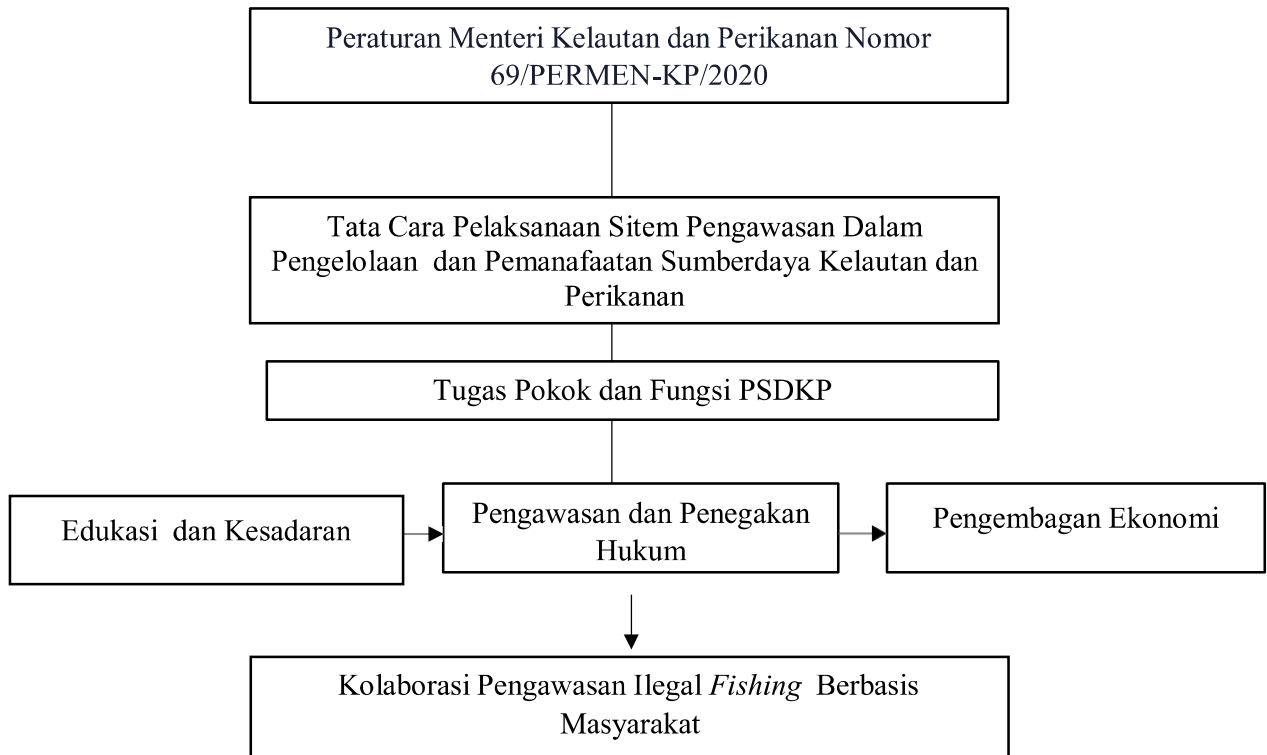 Peraturan Menteri Kelautan dan Perikanan Nomor
69/PERMEN-KP/2020
Tata Cara Pelaksanaan Sitem Pengawasan Dalam
Pengelolaan dan Pemanafaatan Sumberdaya Kelautan dan
Perikanan
Tugas Pokok dan Fungsi PSDKP
Edukasi dan Kesadaran
Pengawasan dan Penegakan
Hukum
Pengembagan Ekonomi
Kolaborasi Pengawasan Ilegal Fishing Berbasis
Masyarakat